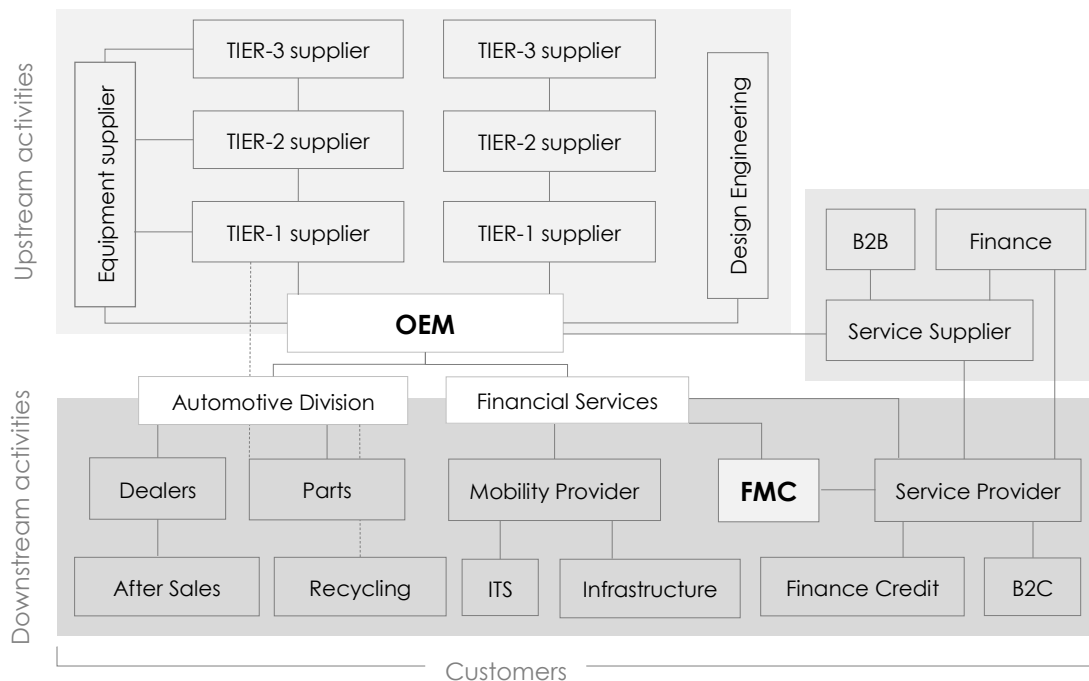 Upstream activities
TIER-3 supplier
TIER-3 supplier
Equipment supplier
Design Engineering
TIER-2 supplier
TIER-2 supplier
TIER-1 supplier
TIER-1 supplier
B2B
Finance
OEM
Service Supplier
Downstream activities
Automotive Division
Financial Services
Dealers
Parts
Mobility Provider
FMC
Service Provider
After Sales
Recycling
ITS
Infrastructure
Finance Credit
B2C
Customers